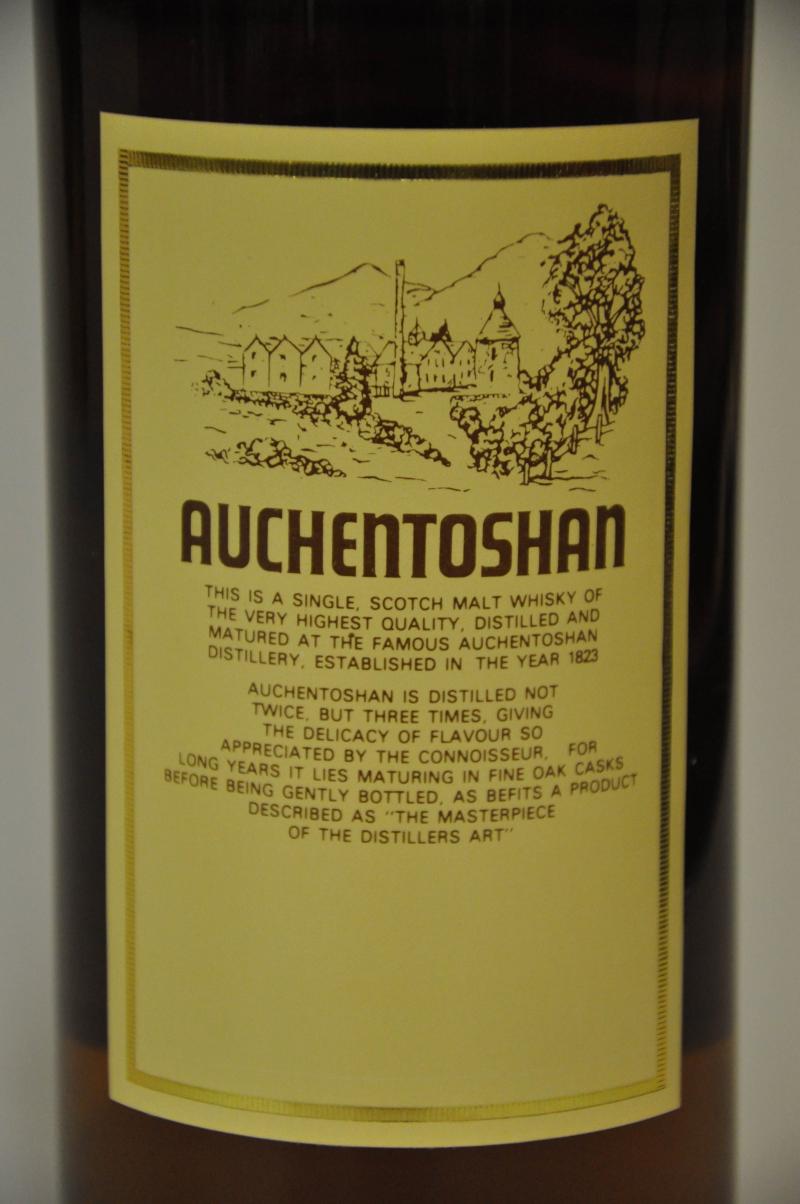 AUCHENTOSHAN
THIS IS A SINGLE, SCOTCH MALT WHISKY OF
THE VERY HIGHEST QUALITY, DISTILLED AND
MATURED AT THE FAMOUS AUCHENTOSHAN
DISTILLERY, ESTABLISHED IN THE YEAR 1823
AUCHENTOSHAN IS DISTILLED NOT
TWICE, BUT THREE TIMES, GIVING
THE DELICACY OF FLAVOUR SO
APPRECIATED BY THE CONNOISSEUR, FOR
LONG YEARS IT LIES MATURING IN FINE OAK CASKS
BEFORE BEING GENTLY BOTTLED, AS BEFITS A PRODUCT
DESCRIBED AS "THE MASTERPIECE
OF THE DISTILLERS ART"